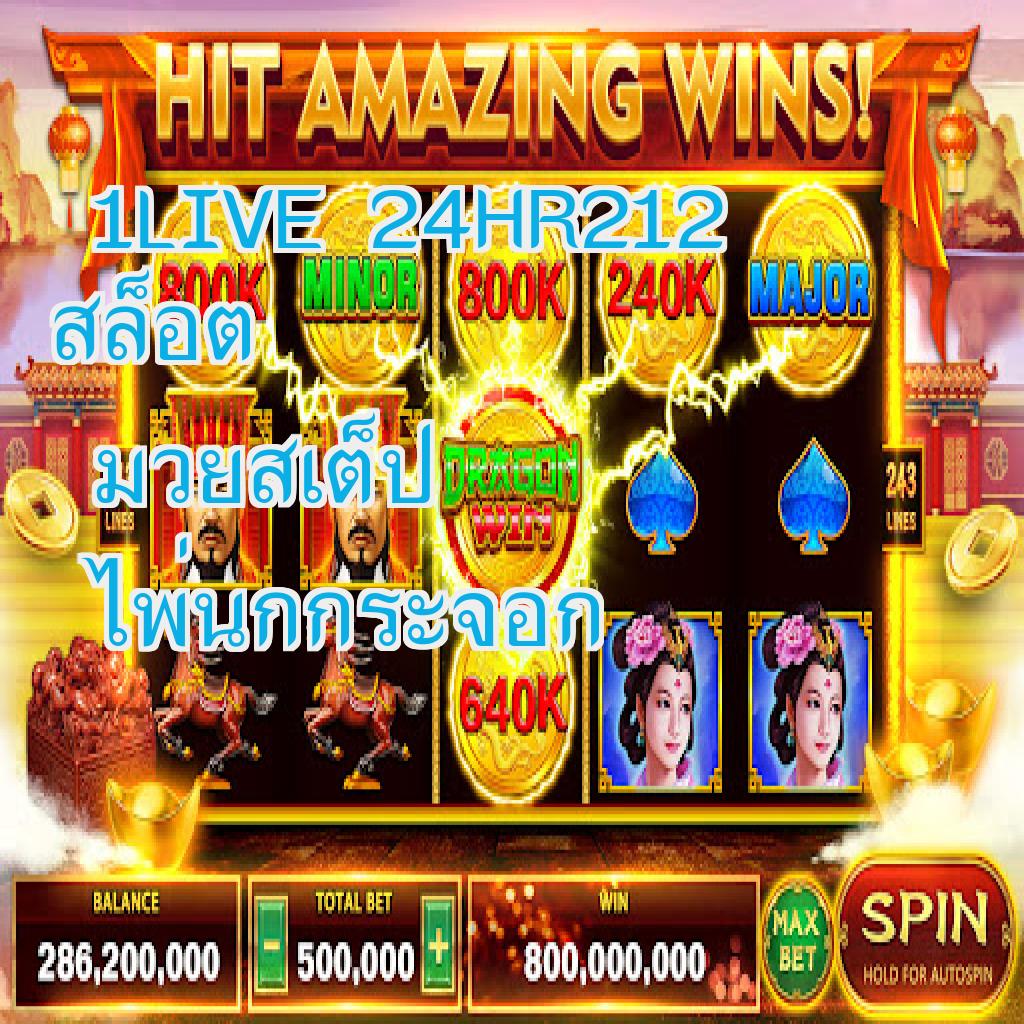 HIT AMAZING WINS!
1LIVE 24HR212
800K MINOR 800K 240K MAJOR
สล็อต
มวยสเต็ป
DRAGON WIN
243 LINES
LINES
ไพ่นกกระจอก
640K
BALANCE TOTAL BET WIN
286,200,000 - 500,000 + 800,000,000
MAX BET
SPIN
HOLD FOR AUTOSPIN